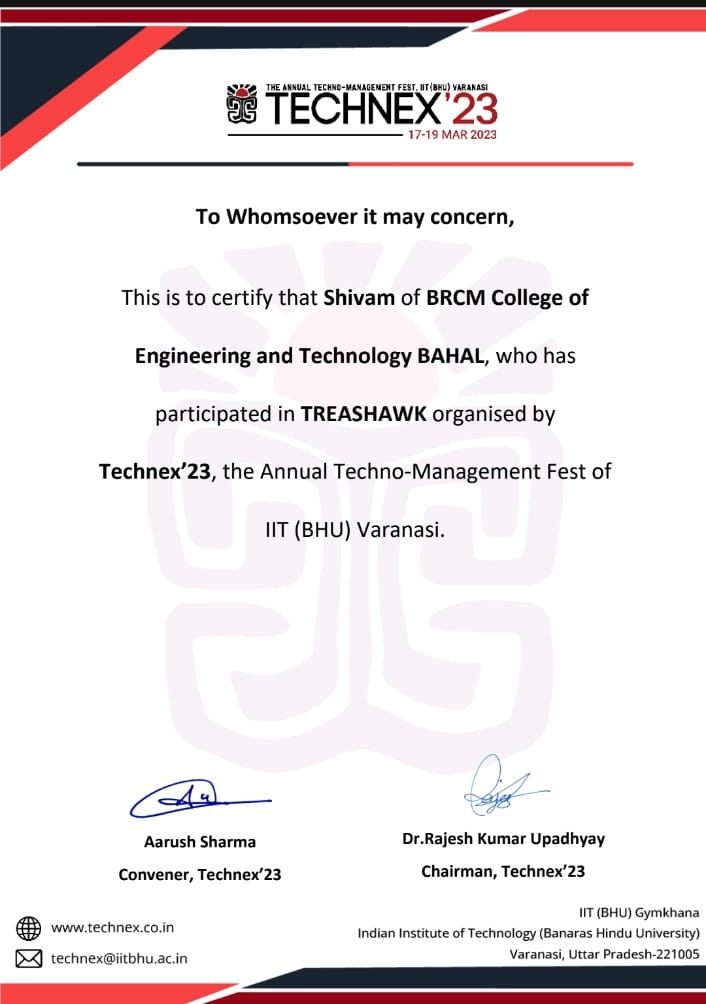 THE ANNUAL TECHNO-MANAGEMENT FEST, IIT(BHU) VARANASI
TECHNEX'23
17-19 MAR 2023
To Whomsoever it may concern,
This is to certify that Shivam of BRCM College of
Engineering and Technology BAHAL, who has
participated in TREASHAWK organised by
Technex’23, the Annual Techno-Management Fest of
IIT (BHU) Varanasi.
Aarush Sharma
Convener, Technex’23
Dr.Rajesh Kumar Upadhyay
Chairman, Technex’23
www.technex.co.in
technex@iitbhu.ac.in
IIT (BHU) Gymkhana
Indian Institute of Technology (Banaras Hindu University)
Varanasi, Uttar Pradesh-221005